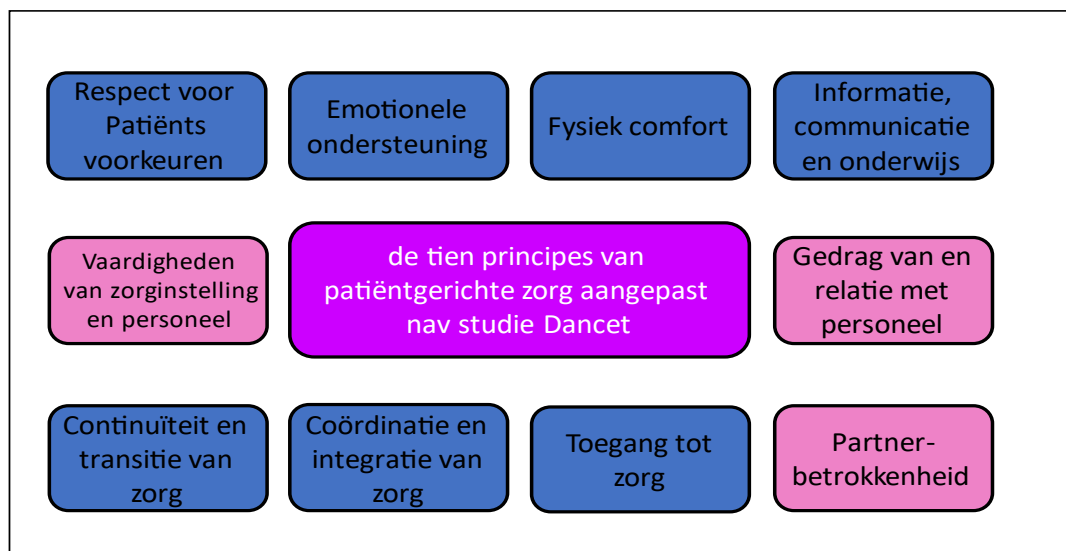 Respect voor
Patiënts
voorkeuren
Emotionele
ondersteuning
Fysiek comfort
Informatie,
communicatie
en onderwijs
Vaardigheden
van zorginstelling
en personeel
de tien principes van
patiëntgerichte zorg aangepast
nav studie Dancet
Gedrag van en
relatie met
personeel
Continuïteit en
transitie van
zorg
Coördinatie en
integratie van
zorg
Toegang tot
zorg
Partner-
betrokkenheid